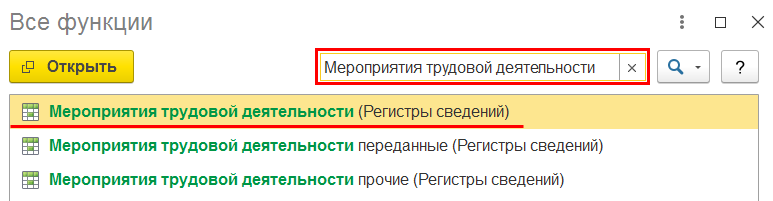 Все функции
Открыть
Мероприятия трудовой деятельности
?
Мероприятия трудовой деятельности (Регистры сведений)
Мероприятия трудовой деятельности переданные (Регистры сведений)
Мероприятия трудовой деятельности прочие (Регистры сведений)